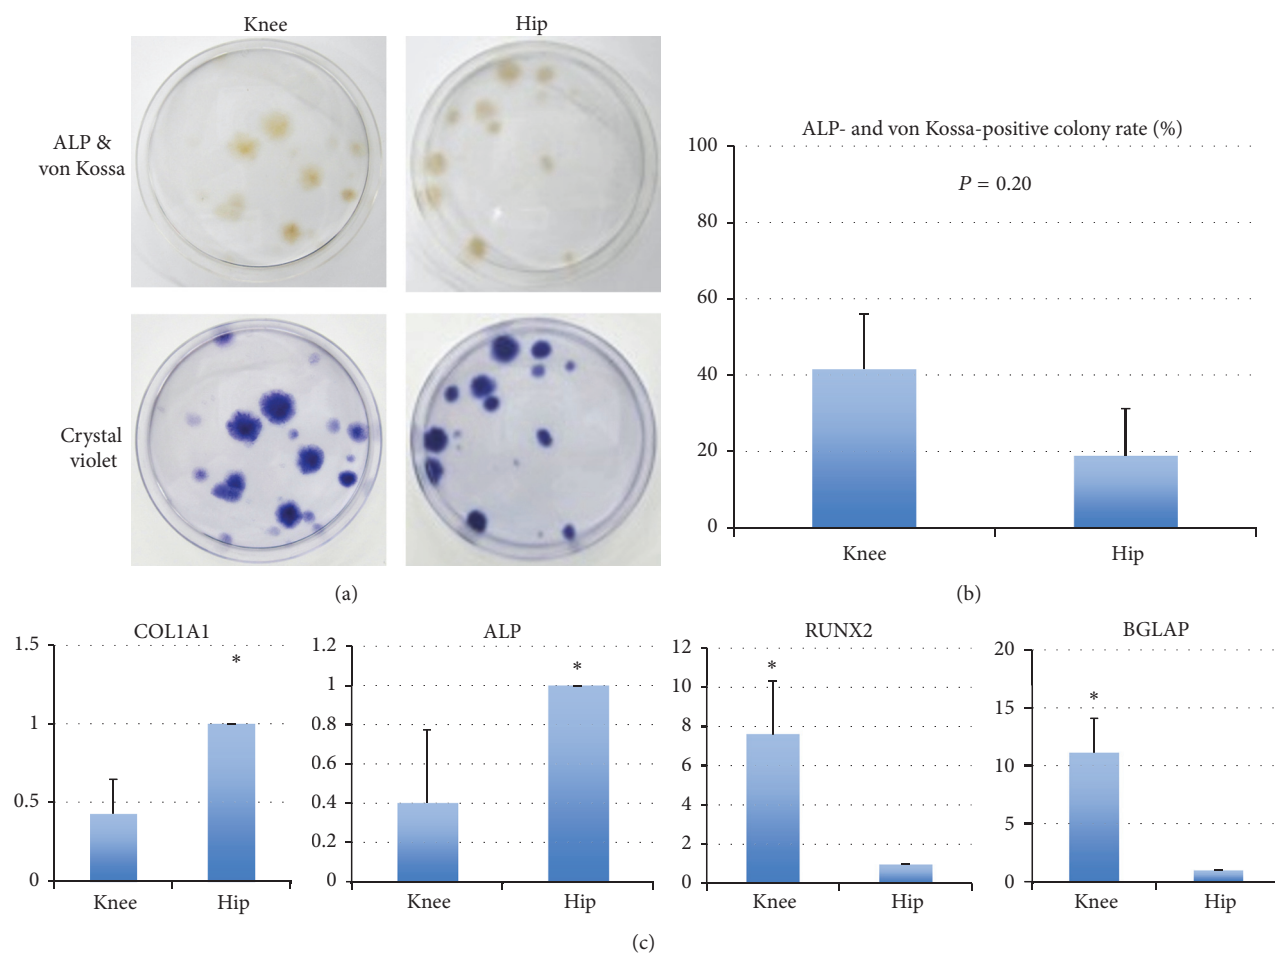 Knee
Hip
ALP &
von Kossa
Crystal
violet
(a)
ALP- and von Kossa-positive colony rate (%)
P = 0.20
100
80
60
40
20
0
Knee
Hip
(b)
COL1A1
1.5
*
1
0.5
0
Knee
Hip
ALP
1.2
*
1
0.8
0.6
0.4
0.2
0
Knee
Hip
RUNX2
12
*
10
8
6
4
2
0
Knee
Hip
BGLAP
20
*
15
10
5
0
Knee
Hip
(c)